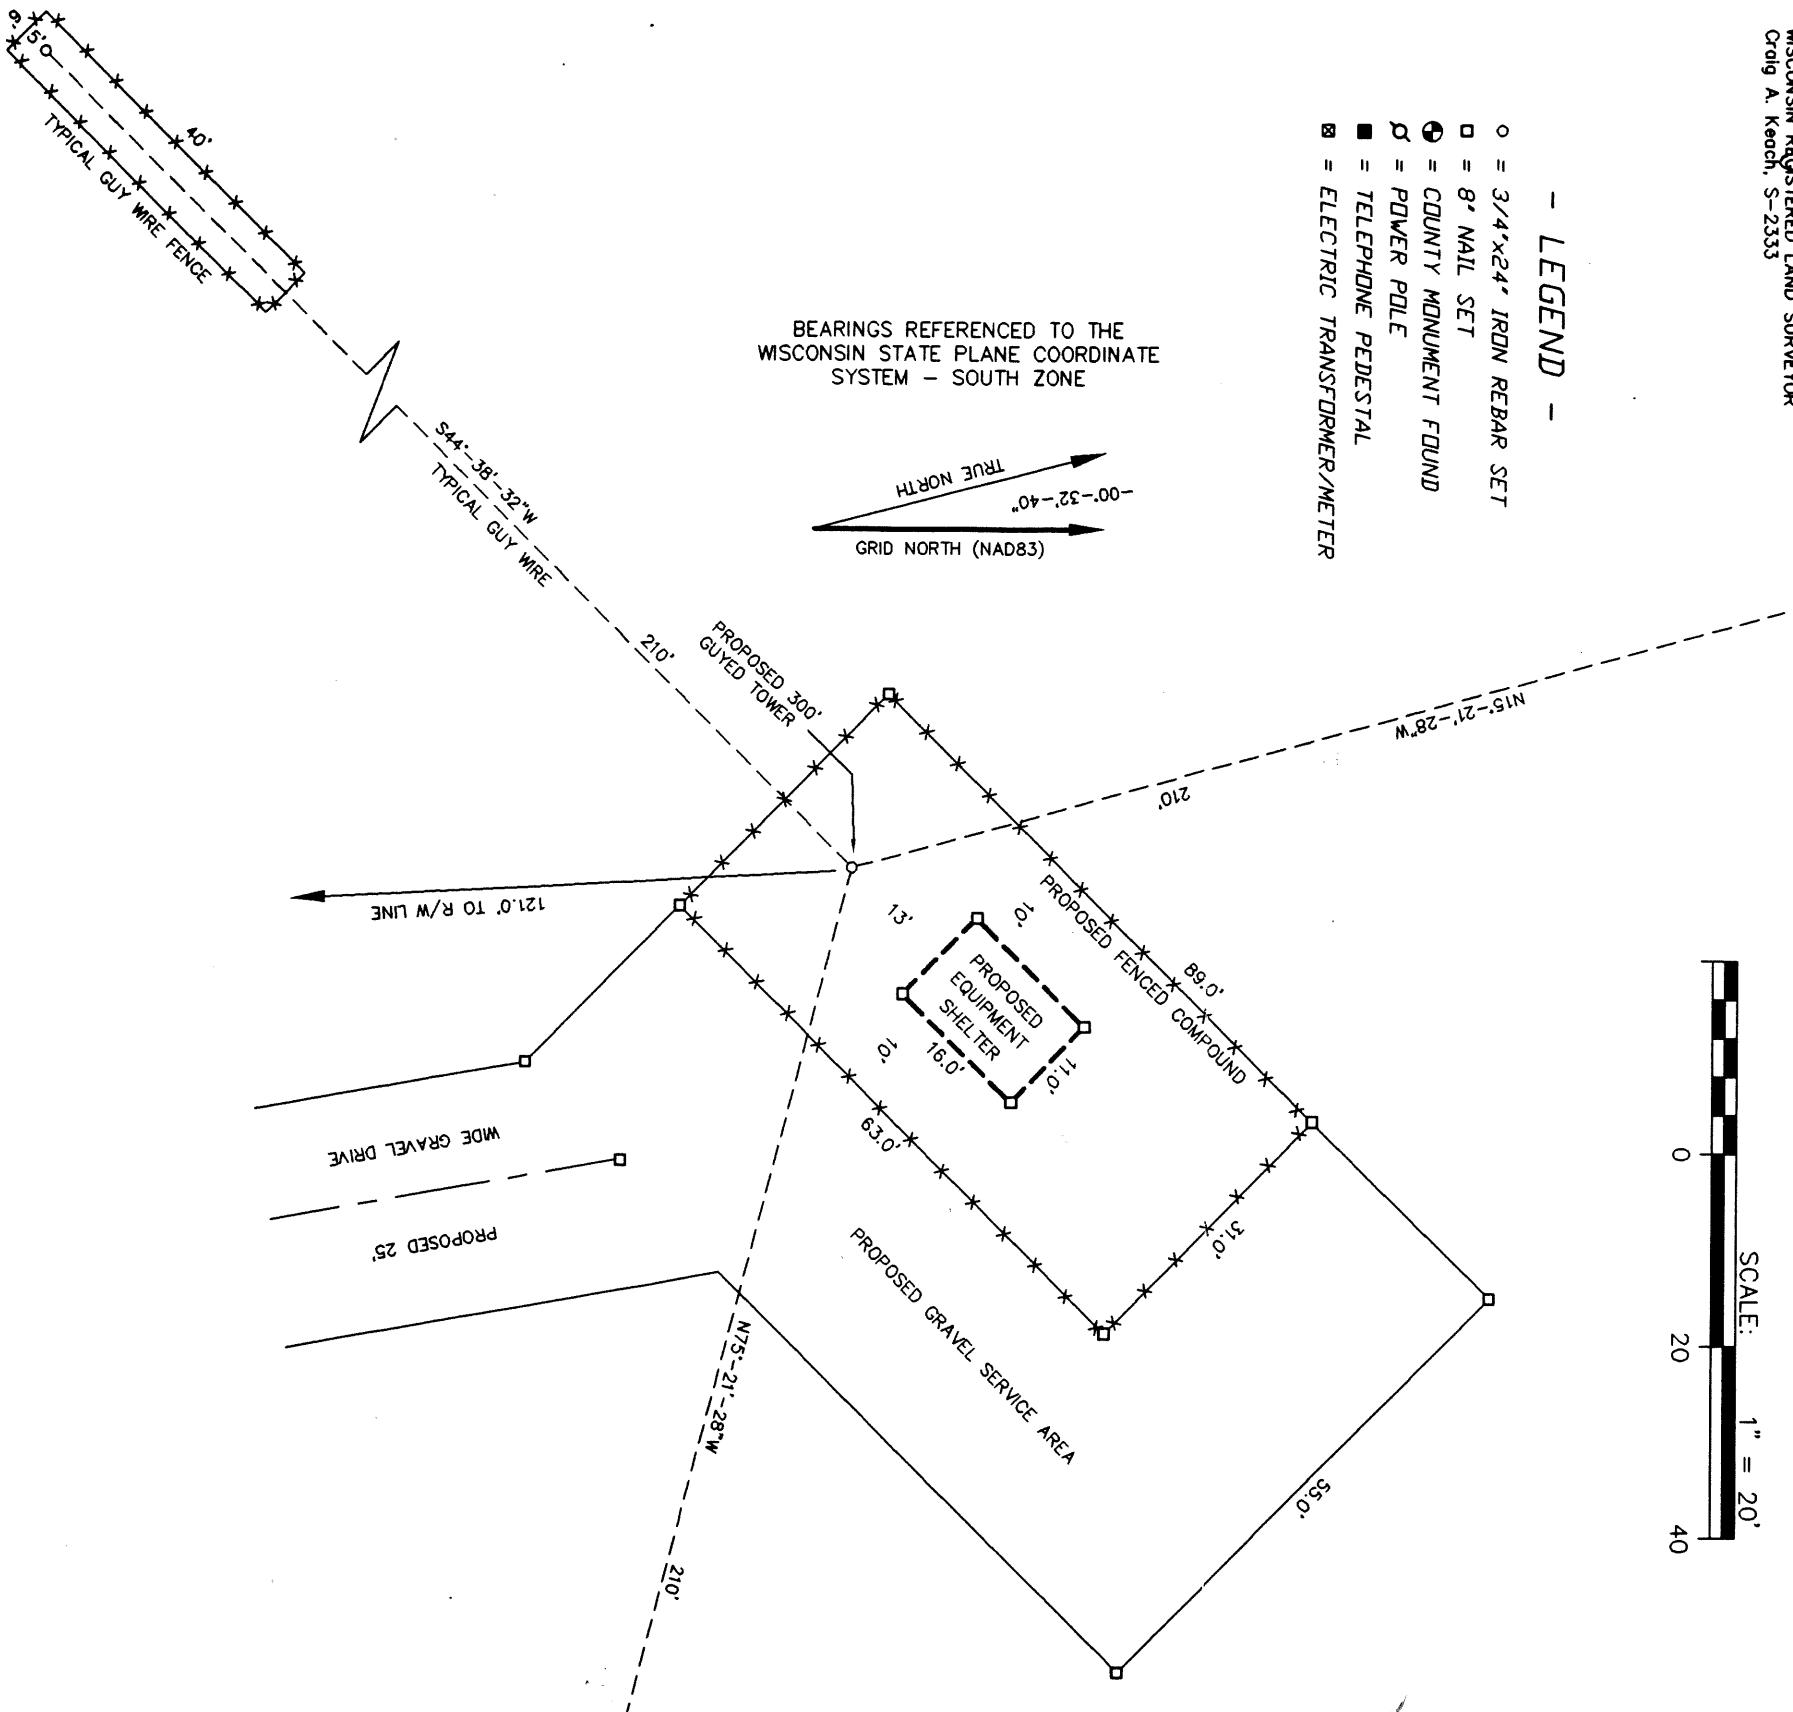 WISCONSIN REGISTERED LAND SURVEYOR
Craig A. Keach, S-2333
- LEGEND -
○ = 3/4"x24" IRON REBAR SET
□ = 8" NAIL SET
= COUNTY MONUMENT FOUND
= POWER POLE
■ = TELEPHONE PEDESTAL
⊠ = ELECTRIC TRANSFORMER/METER
BEARINGS REFERENCED TO THE
WISCONSIN STATE PLANE COORDINATE
SYSTEM - SOUTH ZONE
TRUE NORTH
-00°-32'-40"
GRID NORTH (NAD83)
5'
40'
TYPICAL GUY WIRE FENCE
S44°-38'-32"W
TYPICAL GUY WIRE
210'
PROPOSED 300'
GUYED TOWER
N15°-21'-28"W
210'
121.0' TO R/W LINE
13'
10'
PROPOSED
EQUIPMENT
SHELTER
10'
16.0'
11.0'
PROPOSED FENCED COMPOUND
89.0'
63.0'
31.0'
WIDE GRAVEL DRIVE
PROPOSED 25'
PROPOSED GRAVEL SERVICE AREA
N75°-21'-28"W
210'
55.0'
SCALE: 1" = 20'
0 20 40